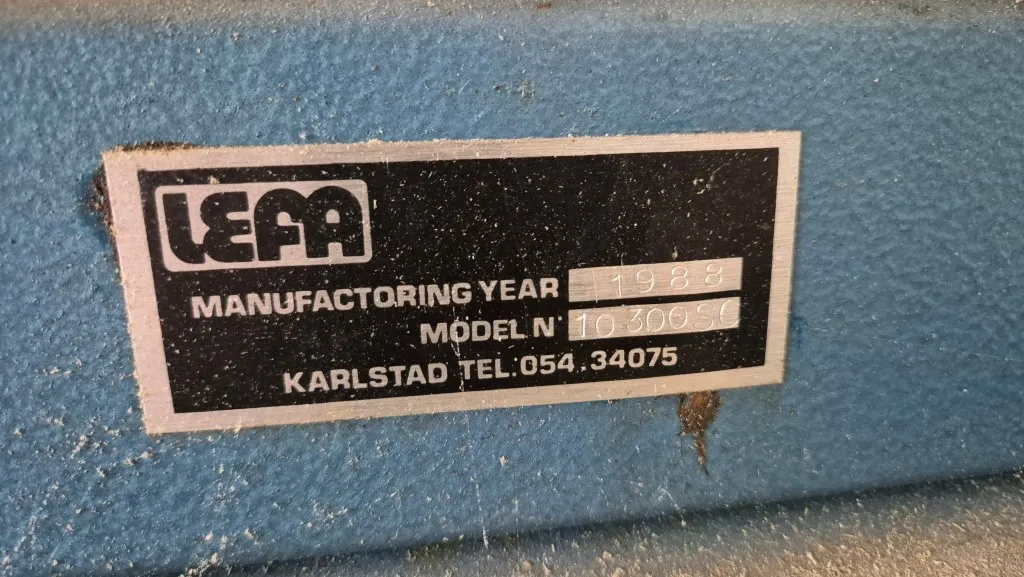 LEFA
MANUFACTORING YEAR 1988
MODEL N° 10300SC
KARLSTAD TEL.054.34075